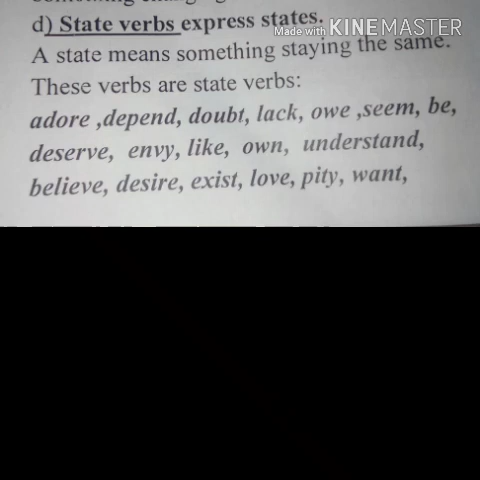 d) State verbs express states.
Made with KINEMASTER
A state means something staying the same.
These verbs are state verbs:
adore ,depend, doubt, lack, owe ,seem, be,
deserve, envy, like, own, understand,
believe, desire, exist, love, pity, want,